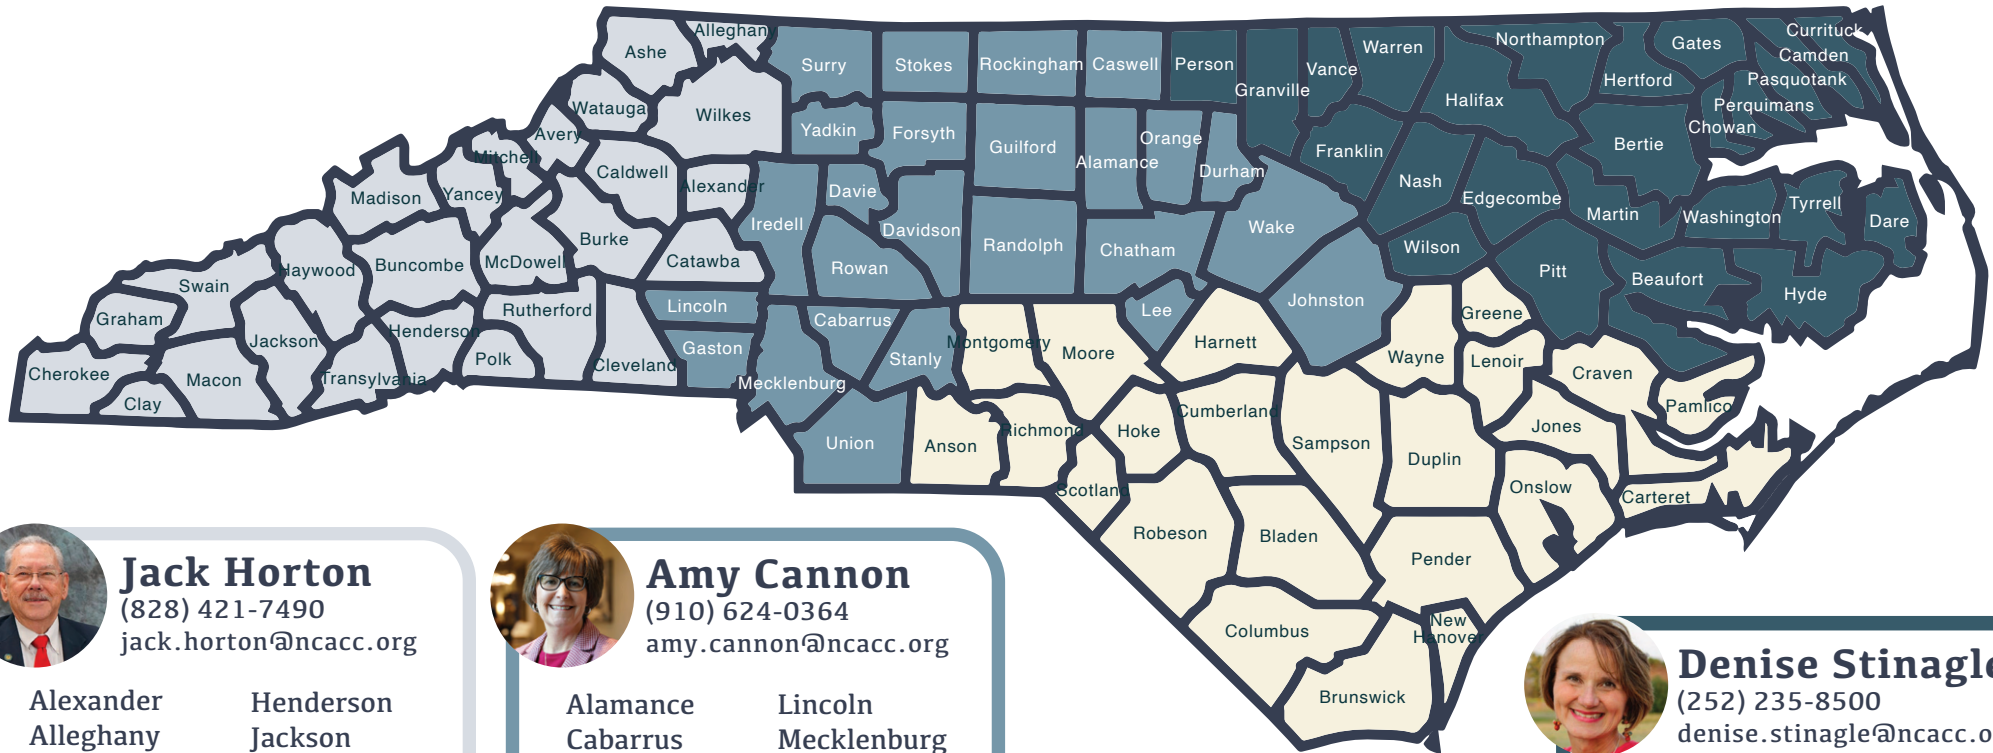 Alleghany
Ashe
Surry
Stokes
Rockingham
Caswell
Person
Granville
Vance
Warren
Northampton
Gates
Currituck
Camden
Pasquotank
Perquimans
Chowan
Hertford
Halifax
Bertie
Watauga
Wilkes
Avery
Mitchell
Yadkin
Forsyth
Guilford
Alamance
Orange
Durham
Franklin
Nash
Edgecombe
Martin
Washington
Tyrrell
Dare
Madison
Yancey
Caldwell
Alexander
Iredell
Davie
Davidson
Randolph
Chatham
Wake
Wilson
Pitt
Beaufort
Hyde
Swain
Haywood
Buncombe
McDowell
Burke
Catawba
Rowan
Graham
Jackson
Henderson
Rutherford
Polk
Cleveland
Lincoln
Gaston
Cabarrus
Stanly
Mecklenburg
Montgomery
Moore
Lee
Harnett
Johnston
Wayne
Greene
Lenoir
Craven
Pamlico
Cherokee
Clay
Macon
Transylvania
Union
Anson
Richmond
Hoke
Cumberland
Sampson
Duplin
Jones
Onslow
Carteret
Scotland
Robeson
Bladen
Pender
Columbus
New
Hanover
Brunswick
Jack Horton
(828) 421-7490
jack.horton@ncacc.org
Alexander
Henderson
Alleghany
Jackson
Amy Cannon
(910) 624-0364
amy.cannon@ncacc.org
Alamance
Lincoln
Cabarrus
Mecklenburg
Denise Stinagle
(252) 235-8500
denise.stinagle@ncacc.o